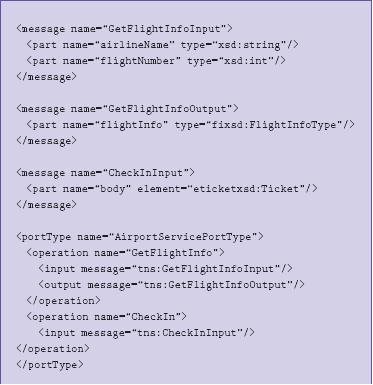 <message name="GetFlightInfoInput">
<part name="airlineName" type="xsd:string"/>
<part name="flightNumber" type="xsd:int"/>
</message>
<message name="GetFlightInfoOutput">
<part name="flightInfo" type="fixsd:FlightInfoType"/>
</message>
<message name="CheckInInput">
<part name="body" element="eticketxsd:Ticket"/>
</message>
<portType name="AirportServicePortType">
<operation name="GetFlightInfo">
<input message="tns:GetFlightInfoInput"/>
<output message="tns:GetFlightInfoOutput"/>
</operation>
<operation name="CheckIn">
<input message="tns:CheckInInput"/>
</operation>
</portType>